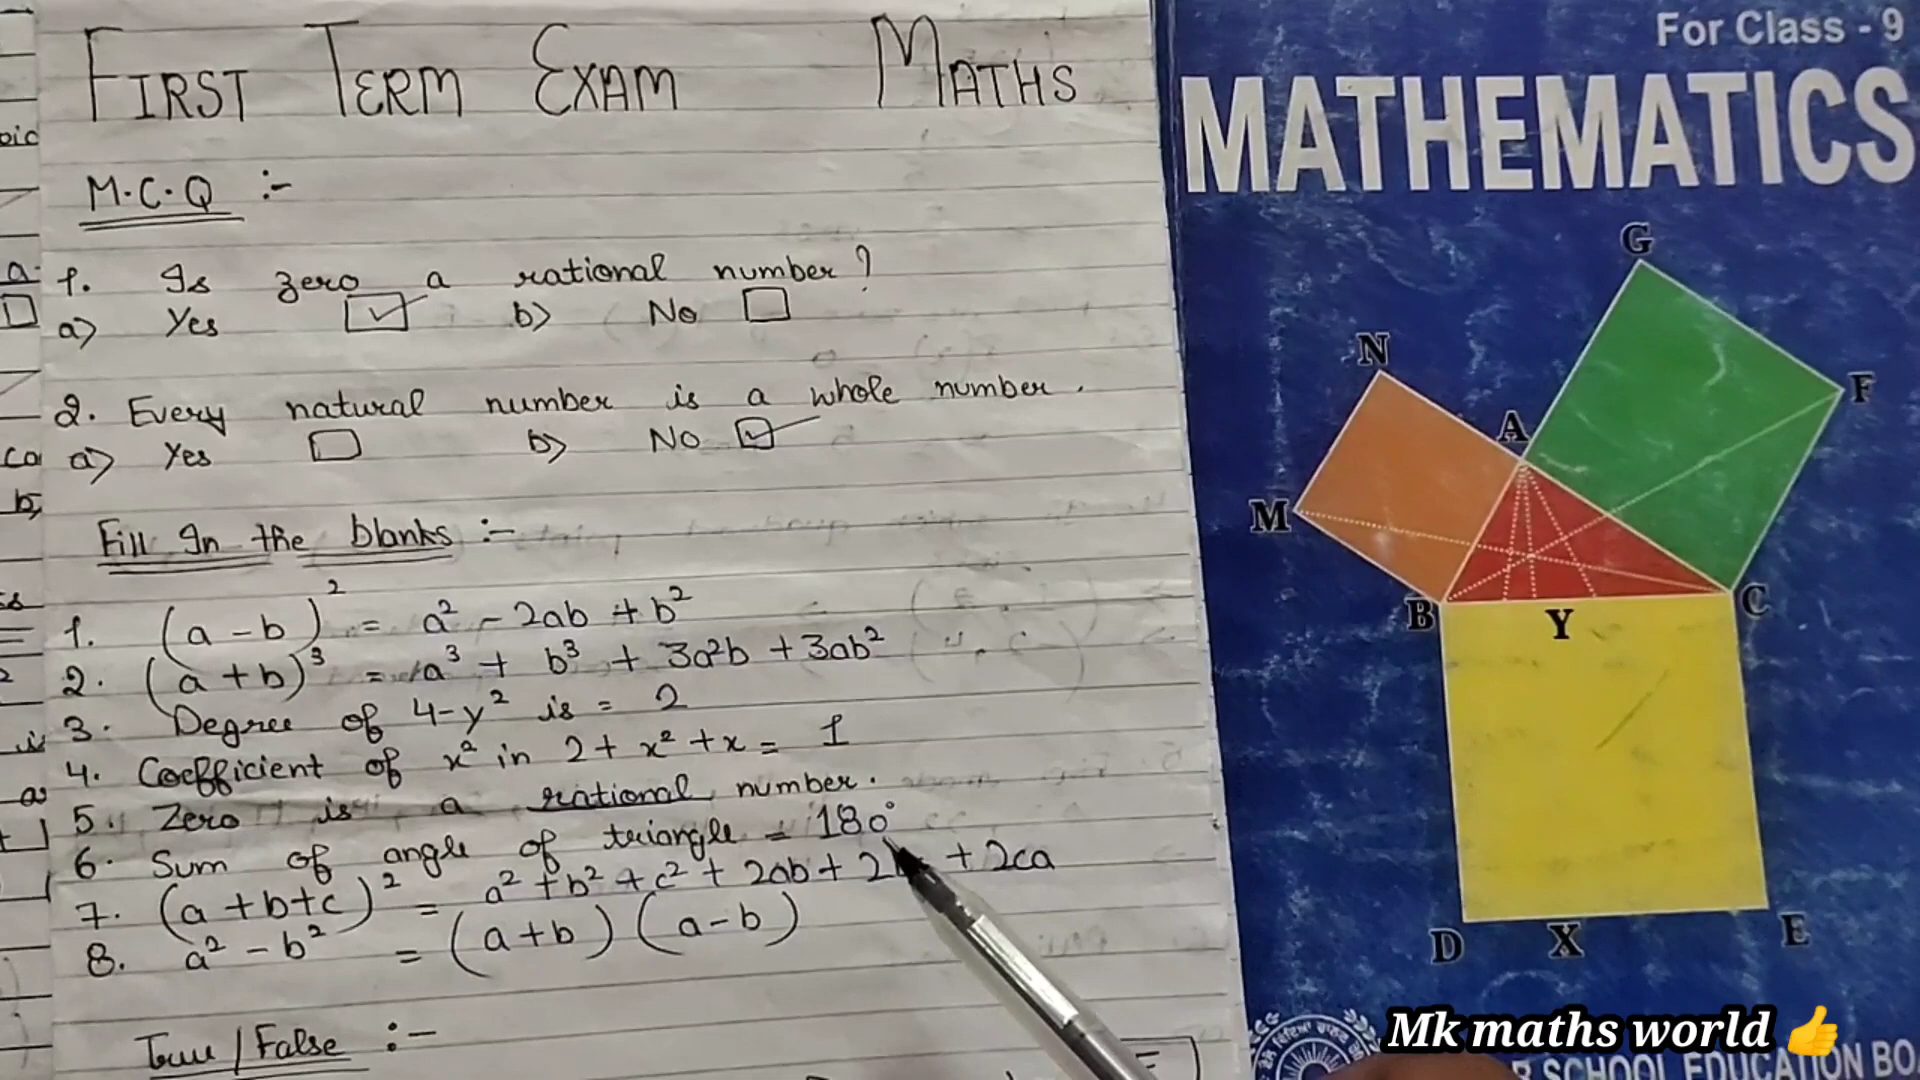 FIRST TERM EXAM MATHS
M.C.Q :-
1. Is zero a rational number?
a) Yes ☑ b) No ☐
2. Every natural number is a whole number.
a) Yes ☐ b) No ☑
Fill In the blanks :-
1. (a-b)² = a² - 2ab + b²
2. (a+b)³ = a³ + b³ + 3a²b + 3ab²
3. Degree of 4-y² is = 2
4. Coefficient of x² in 2+x²+x = 1
5. Zero is a rational number.
6. Sum of angle of triangle = 180°
7. (a+b+c)² = a²+b²+c²+2ab+2 +2ca
8. a²-b² = (a+b)(a-b)
True/False :-
For Class - 9
MATHEMATICS
G
N
F
A
M
B
Y
C
D
X
E
Mk maths world 👍
SCHOOL EDUCATION BO